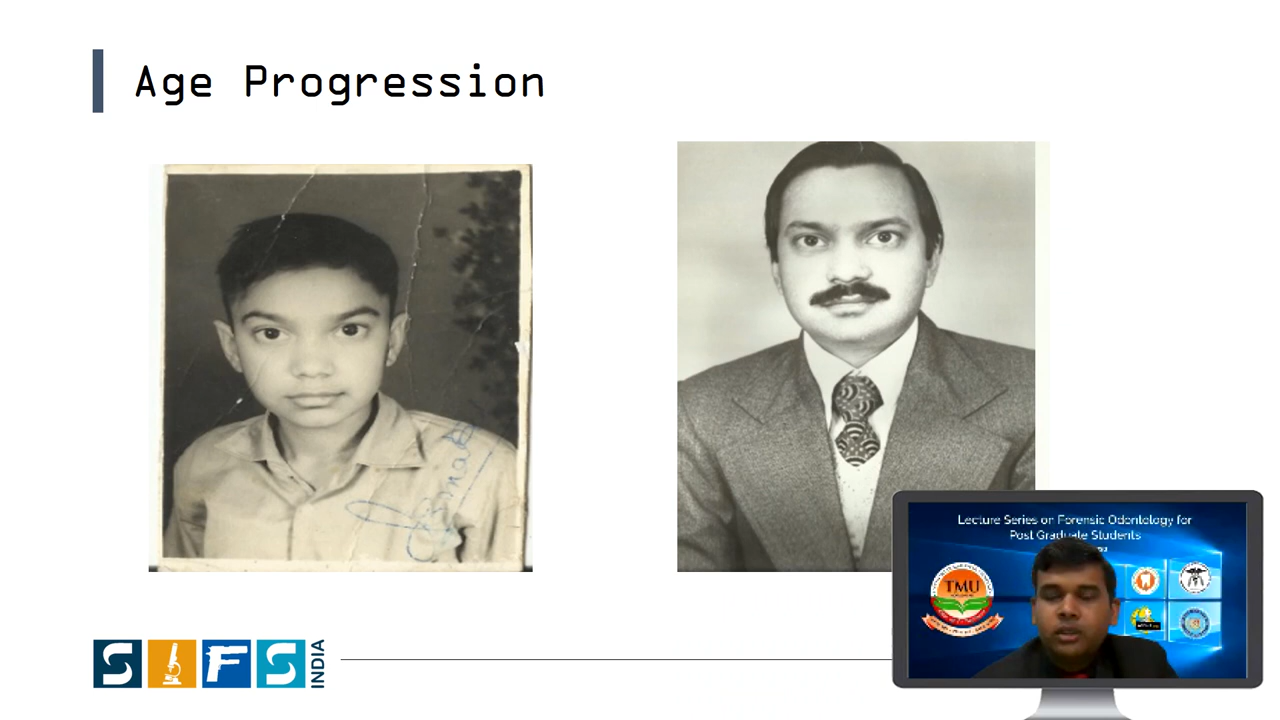 Age Progression
Lecture Series on Forensic Odontology for
Post Graduate Students
TMU
SIFS
INDIA